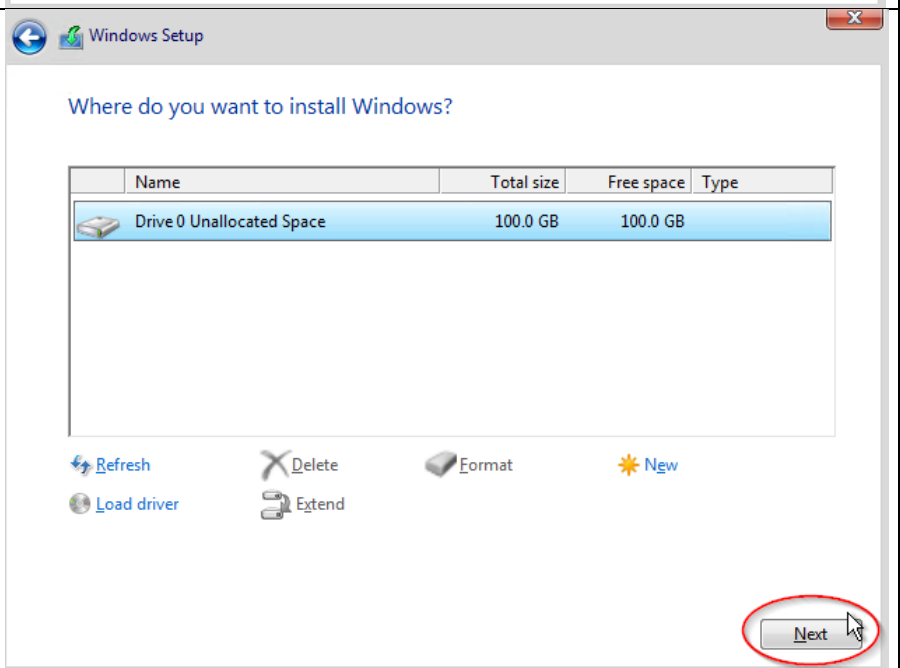 Windows Setup
Where do you want to install Windows?
Name Total size Free space Type
Drive 0 Unallocated Space 100.0 GB 100.0 GB
Refresh Delete Format New
Load driver Extend
Next